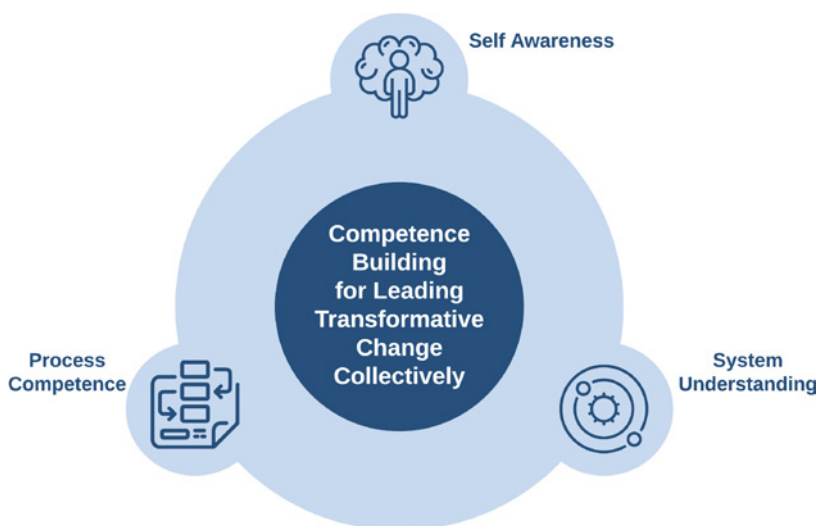 Self Awareness
Competence
Building
for Leading
Transformative
Change
Collectively
Process
Competence
System
Understanding